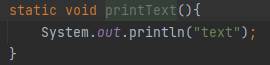 static void printText(){
System.out.println("text");
}